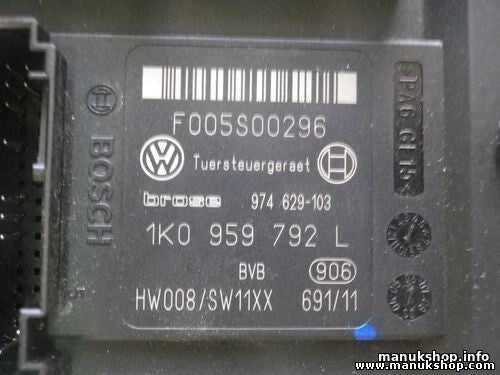 F005S00296
Tuersteuergeraet
brose 974 629-103
1K0 959 792 L
BVB 906
HW008/SW11XX 691/11
BOSCH
>PA6 GF15<
manukshop.info
www.manukshop.com